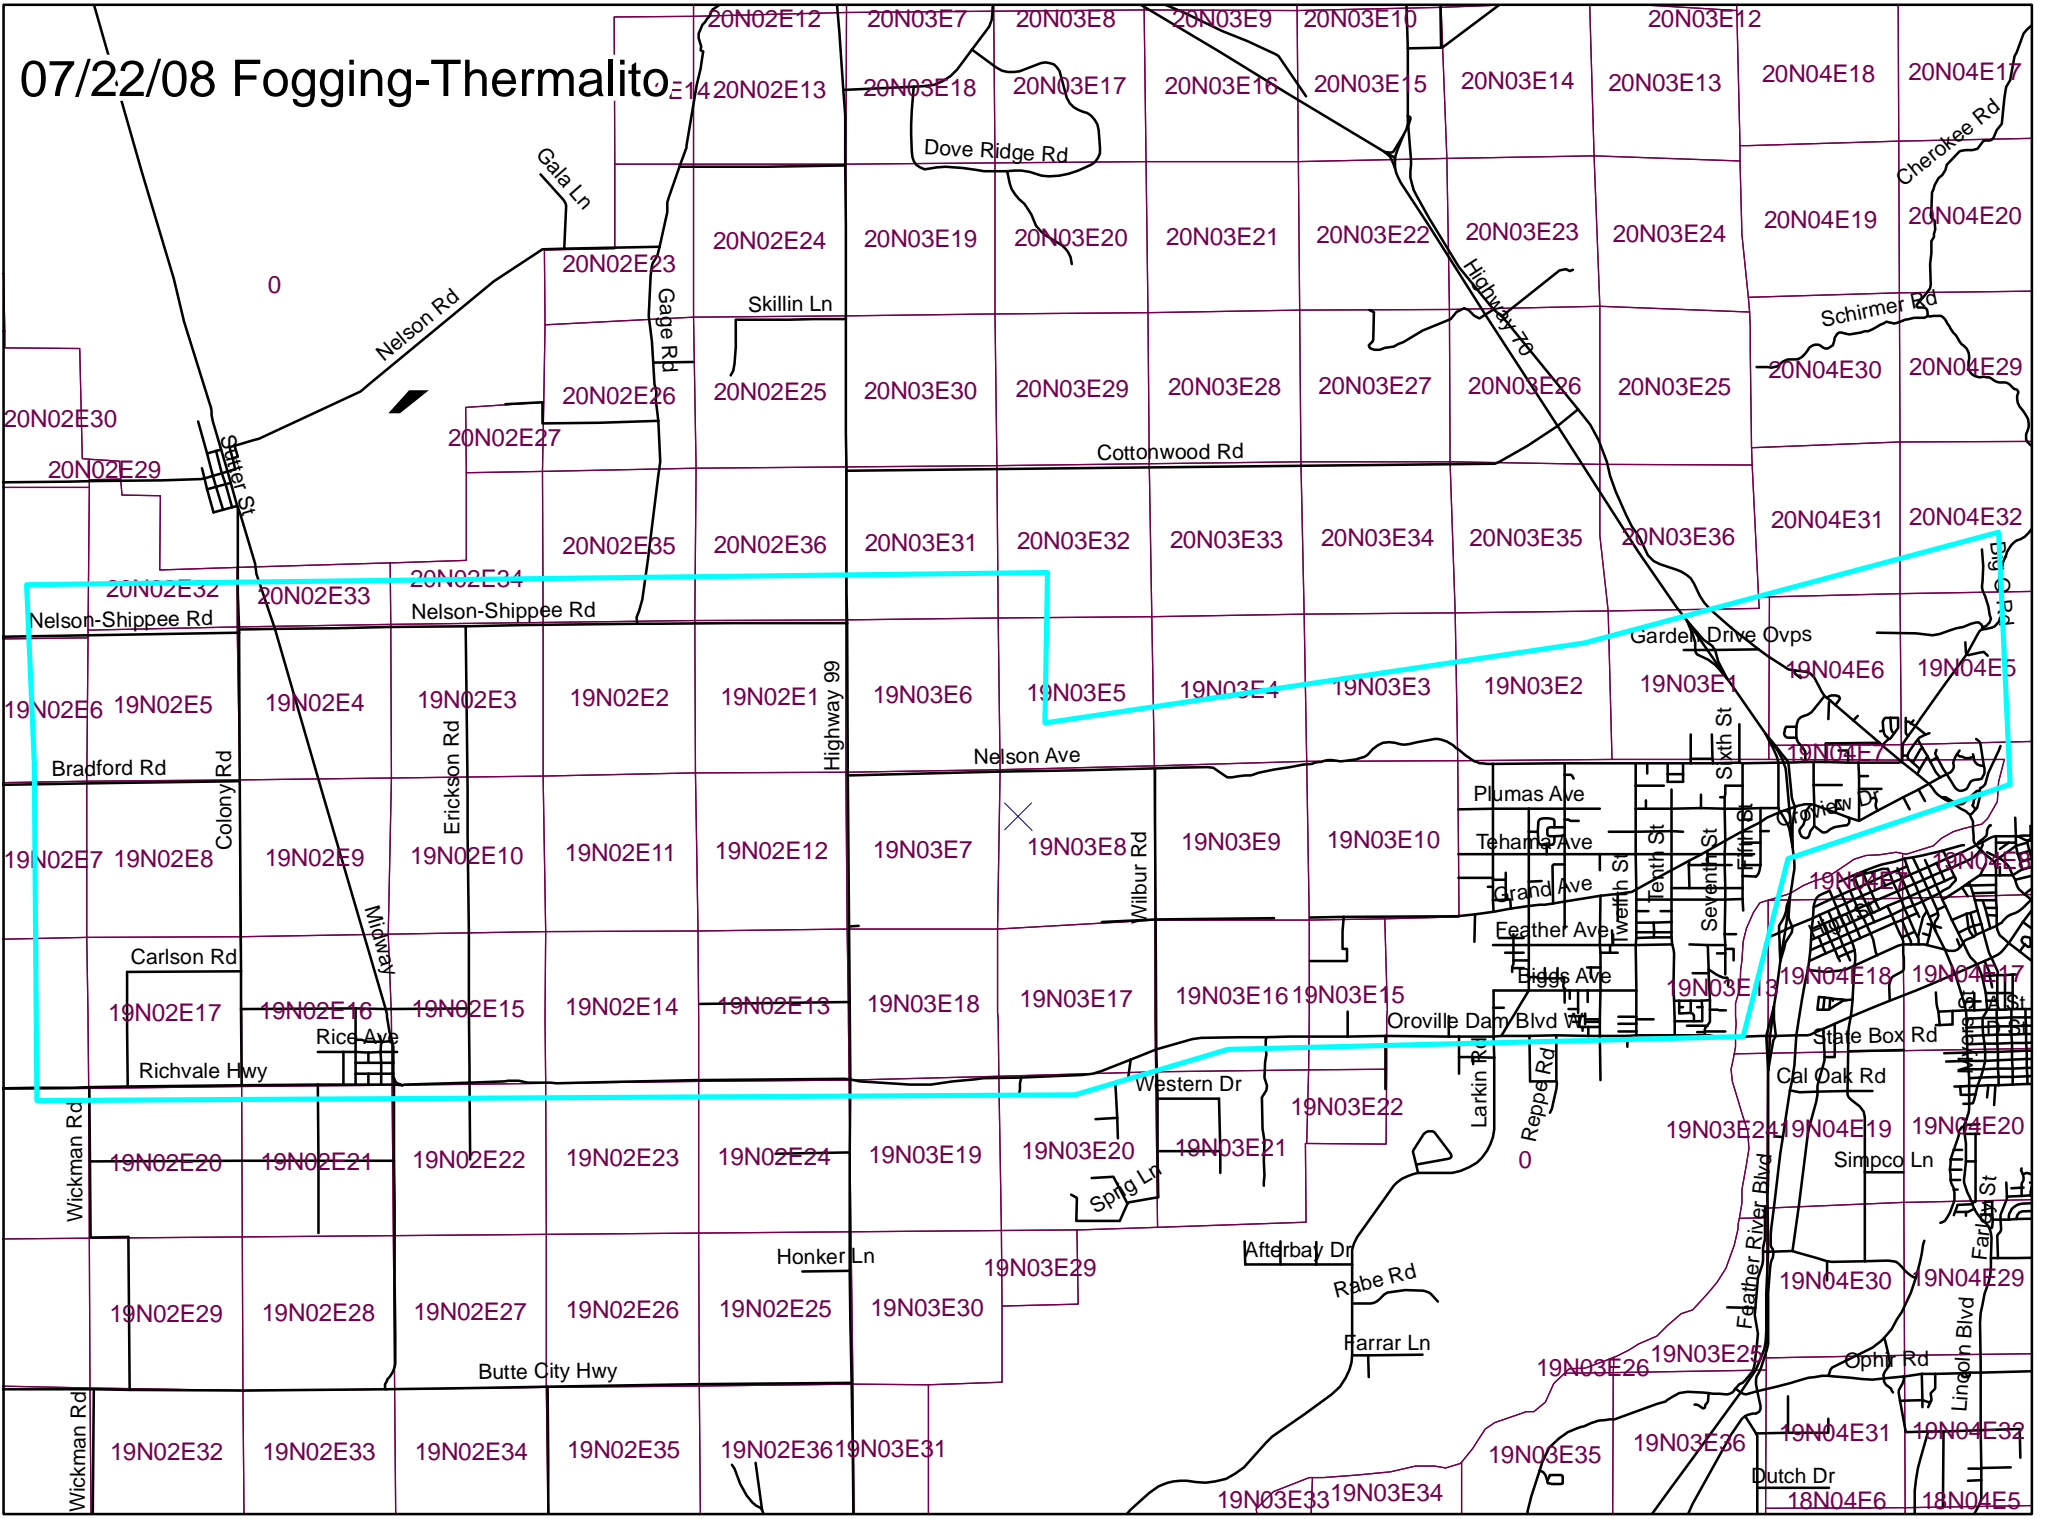 20N02E12
20N03E7
20N03E8
20N03E9
20N03E10
20N03E12
07/22/08 Fogging-Thermalito
E14
20N02E13
20N03E18
20N03E17
20N03E16
20N03E15
20N03E14
20N03E13
20N04E18
20N04E17
Cherokee Rd
Dove Ridge Rd
Gala Ln
20N02E24
20N03E19
20N03E20
20N03E21
20N03E22
20N03E23
20N03E24
20N04E19
20N04E20
20N02E23
0
Nelson Rd
Gage Rd
Skillin Ln
Highway 70
Schirmer Rd
20N02E30
20N02E26
20N02E25
20N03E30
20N03E29
20N03E28
20N03E27
20N03E26
20N03E25
20N04E30
20N04E29
20N02E27
20N02E29
Sutter St
Cottonwood Rd
20N02E35
20N02E36
20N03E31
20N03E32
20N03E33
20N03E34
20N03E35
20N03E36
20N04E31
20N04E32
20N02E32
20N02E33
20N02E34
Nelson-Shippee Rd
Nelson-Shippee Rd
Garden Drive Ovps
19N02E6
19N02E5
19N02E4
19N02E3
19N02E2
19N02E1
19N03E6
19N03E5
19N03E4
19N03E3
19N03E2
19N03E1
19N04E6
19N04E5
Highway 99
Erickson Rd
Colony Rd
Bradford Rd
Nelson Ave
Sixth St
19N04E7
Plumas Ave
Oroview Dr
19N02E7
19N02E8
19N02E9
19N02E10
19N02E11
19N02E12
19N03E7
19N03E8
19N03E9
19N03E10
Tehama Ave
Fifth St
Wilbur Rd
Grand Ave
Twelfth St
Tenth St
Seventh St
19N04E7
19N04E8
Midway
Feather Ave
Carlson Rd
Biggs Ave
19N02E17
19N02E16
19N02E15
19N02E14
19N02E13
19N03E18
19N03E17
19N03E16
19N03E15
19N03E13
19N04E18
19N04E17
Rice Ave
Oroville Dam Blvd W
State Box Rd
Richvale Hwy
Western Dr
Larkin Rd
Reppe Rd
Cal Oak Rd
Myers St
Wickman Rd
19N03E22
19N02E20
19N02E21
19N02E22
19N02E23
19N02E24
19N03E19
19N03E20
19N03E21
0
19N03E24
19N04E19
19N04E20
Simpco Ln
Sprig Ln
Feather River Blvd
Farley St
Honker Ln
19N03E29
Afterbay Dr
Rabe Rd
19N02E29
19N02E28
19N02E27
19N02E26
19N02E25
19N03E30
19N04E30
19N04E29
Farrar Ln
Lincoln Blvd
Butte City Hwy
19N03E26
19N03E25
Ophir Rd
Wickman Rd
19N02E32
19N02E33
19N02E34
19N02E35
19N02E36
19N03E31
19N03E35
19N03E36
19N04E31
19N04E32
Dutch Dr
19N03E33
19N03E34
18N04E6
18N04E5